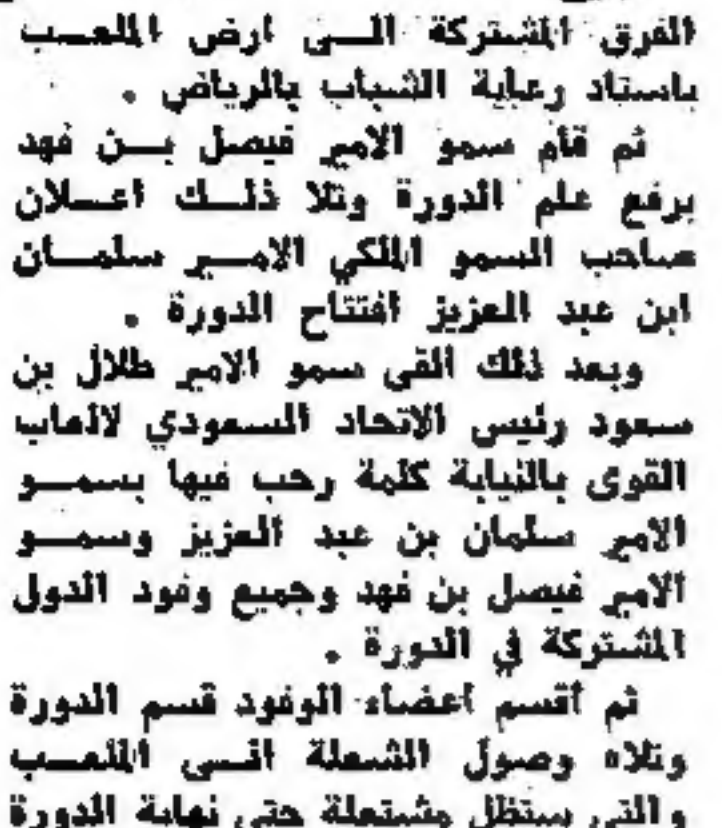 الفرق المشتركة الى ارض الملعب
باستاد رعاية الشباب بالرياض .
ثم قام سمو الامير فيصل بن فهد
برفع علم الدورة وتلا ذلك اعلان
صاحب السمو الملكي الامير سلمان
ابن عبد العزيز افتتاح الدورة .
وبعد ذلك القى سمو الامير طلال بن
سعود رئيس الاتحاد السعودي لالعاب
القوى بالنيابة كلمة رحب فيها بسمو
الامير سلمان بن عبد العزيز وسمو
الامير فيصل بن فهد وجميع وفود الدول
المشتركة في الدورة .
ثم أقسم اعضاء الوفود قسم الدورة
وتلاه وصول الشعلة الى الملعب
والتي ستظل مشتعلة حتى نهاية الدورة